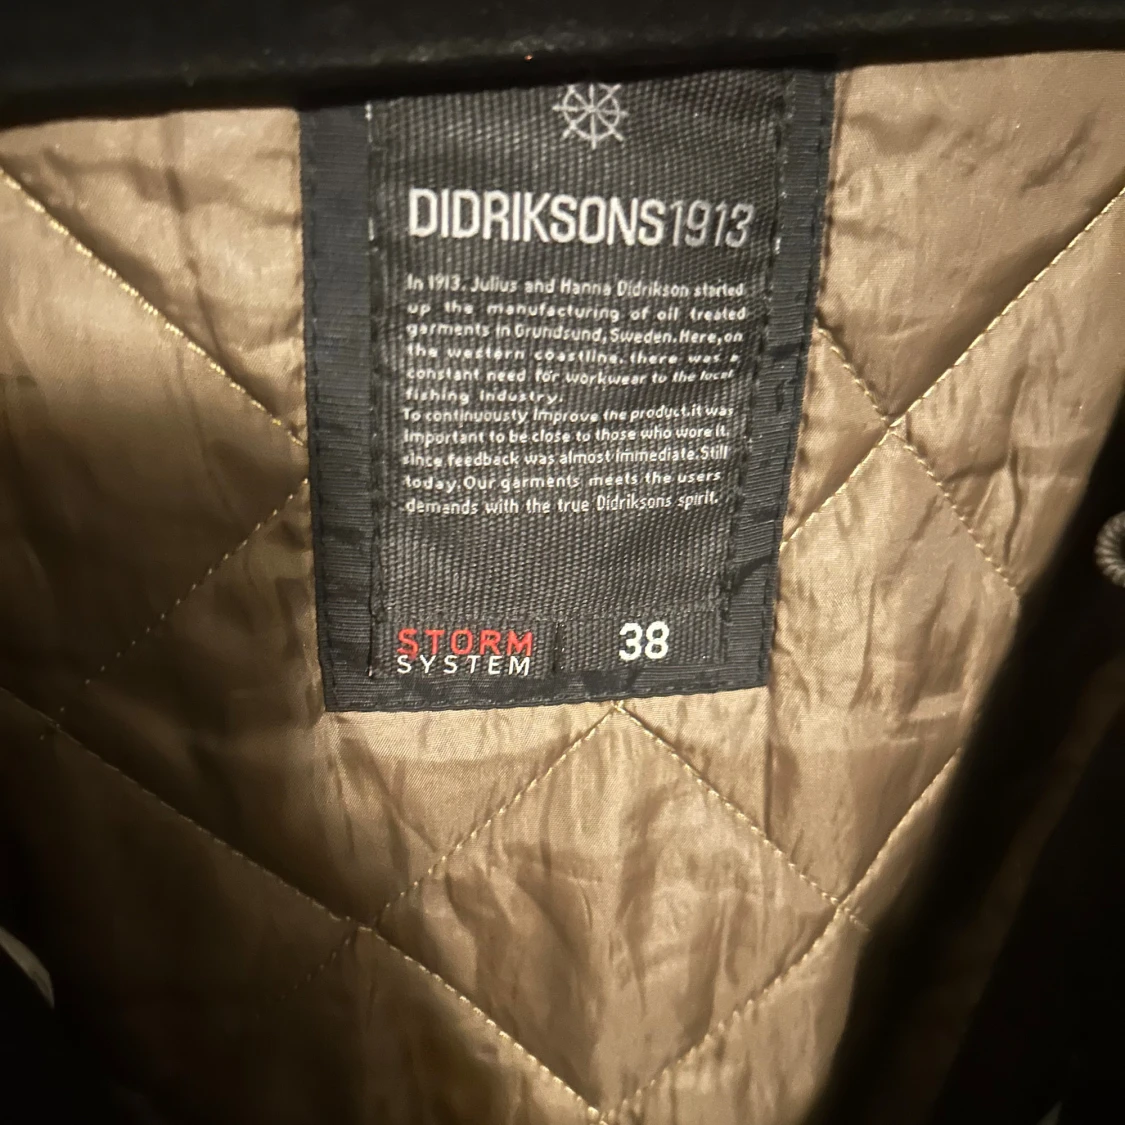 DIDRIKSONS1913
In 1913. Julius and Hanna Didrikson started
up the manufacturing of oil treated
garments in Grundsund, Sweden. Here, on
the western coastline, there was a
constant need for workwear to the local
fishing industry.
To continuously improve the product, it was
important to be close to those who wore it,
since feedback was almost immediate. Still
today. Our garments meets the users
demands with the true Didriksons spirit.
STORM
SYSTEM
38